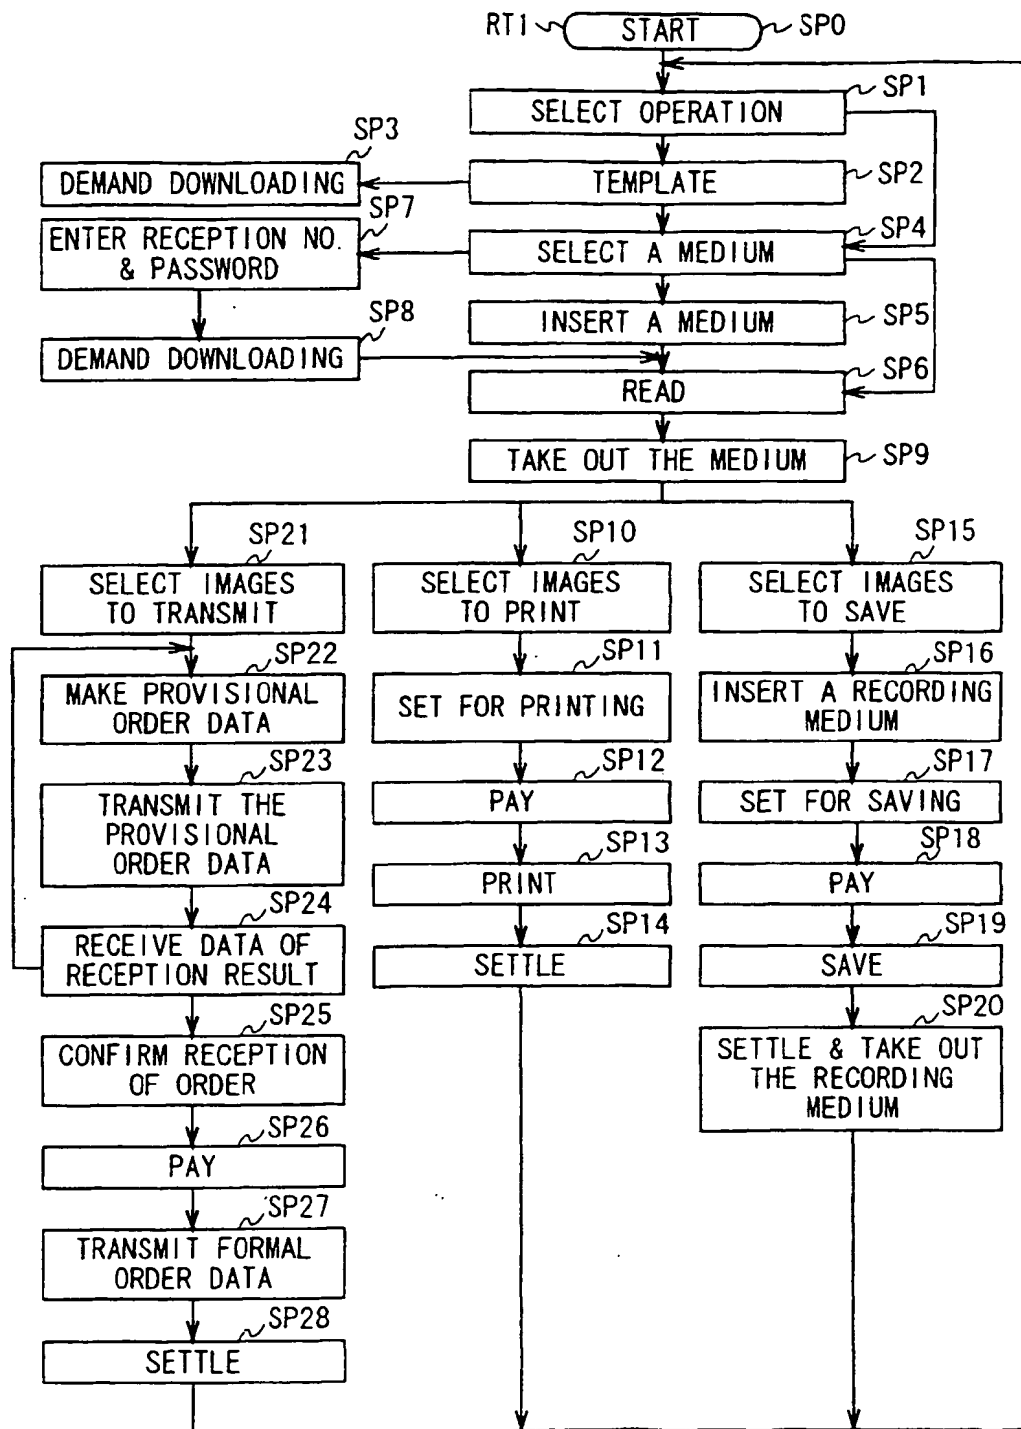 RT1
START
SP0
SP1
SELECT OPERATION
SP3
DEMAND DOWNLOADING
TEMPLATE
SP2
SP7
ENTER RECEPTION NO.
& PASSWORD
SP4
SELECT A MEDIUM
INSERT A MEDIUM
SP5
SP8
DEMAND DOWNLOADING
SP6
READ
TAKE OUT THE MEDIUM
SP9
SP21
SELECT IMAGES
TO TRANSMIT
SP22
MAKE PROVISIONAL
ORDER DATA
SP23
TRANSMIT THE
PROVISIONAL
ORDER DATA
SP24
RECEIVE DATA OF
RECEPTION RESULT
SP25
CONFIRM RECEPTION
OF ORDER
SP26
PAY
SP27
TRANSMIT FORMAL
ORDER DATA
SP28
SETTLE
SP10
SELECT IMAGES
TO PRINT
SP11
SET FOR PRINTING
SP12
PAY
SP13
PRINT
SP14
SETTLE
SP15
SELECT IMAGES
TO SAVE
SP16
INSERT A RECORDING
MEDIUM
SP17
SET FOR SAVING
SP18
PAY
SP19
SAVE
SP20
SETTLE & TAKE OUT
THE RECORDING
MEDIUM